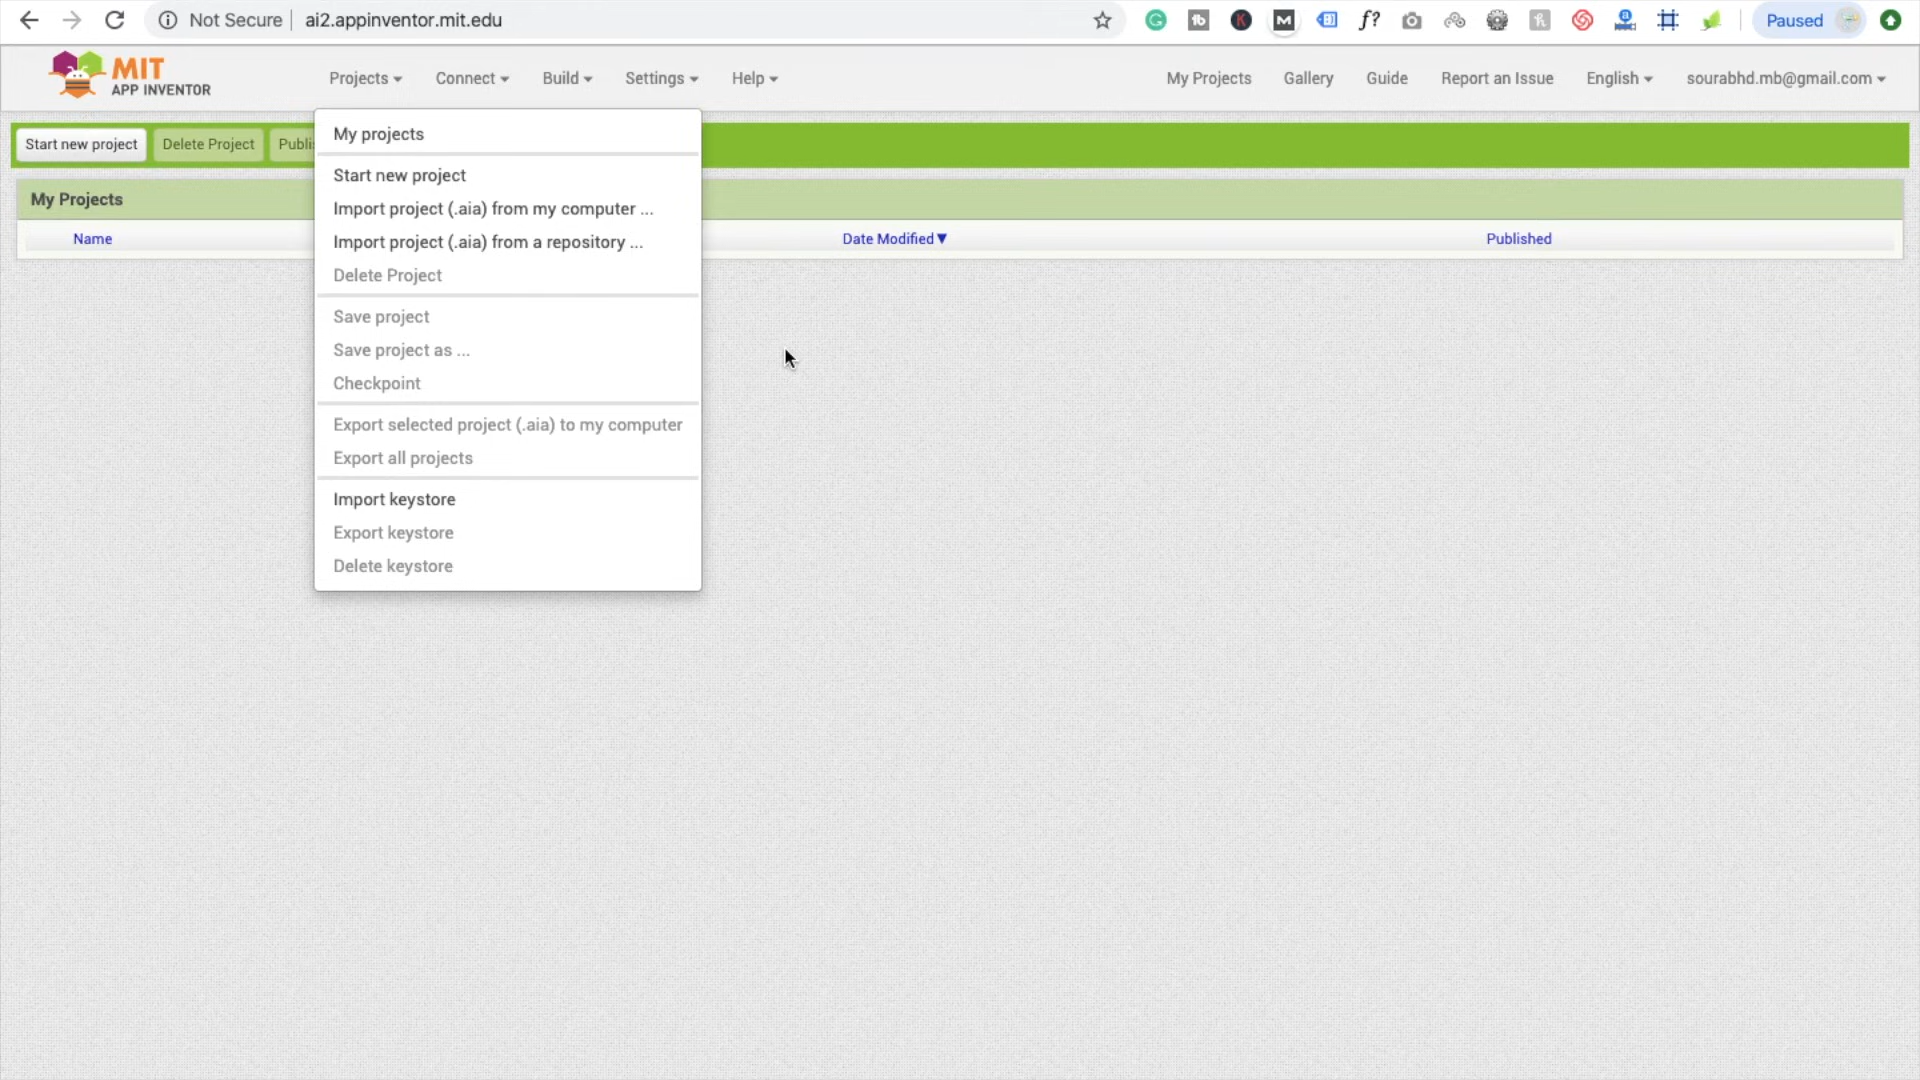 Not Secure ai2.appinventor.mit.edu
f?
Paused
MIT
APP INVENTOR
Projects Connect Build Settings Help My Projects Gallery Guide Report an Issue English sourabhd.mb@gmail.com
Start new project Delete Project Publi
My Projects
Name Date Modified Published
My projects
Start new project
Import project (.aia) from my computer ...
Import project (.aia) from a repository ...
Delete Project
Save project
Save project as ...
Checkpoint
Export selected project (.aia) to my computer
Export all projects
Import keystore
Export keystore
Delete keystore